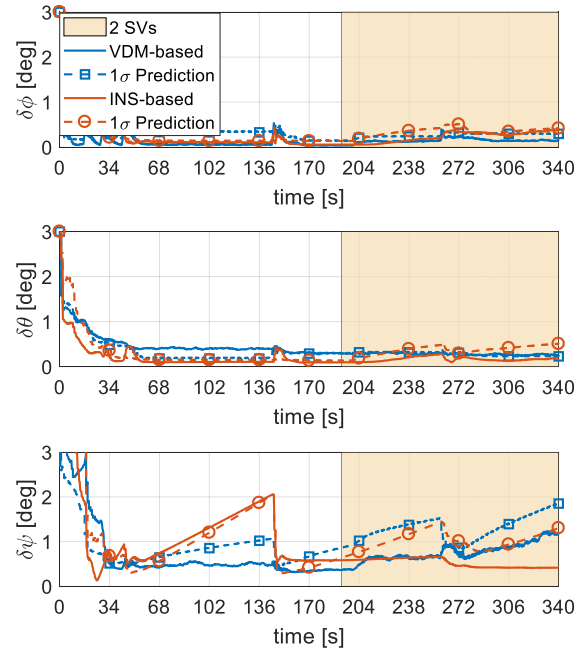 δϕ [deg]
3
2
1
0
2 SVs
VDM-based
1σ Prediction
INS-based
1σ Prediction
0 34 68 102 136 170 204 238 272 306 340
time [s]
δθ [deg]
3
2
1
0
0 34 68 102 136 170 204 238 272 306 340
time [s]
δψ [deg]
3
2
1
0
0 34 68 102 136 170 204 238 272 306 340
time [s]